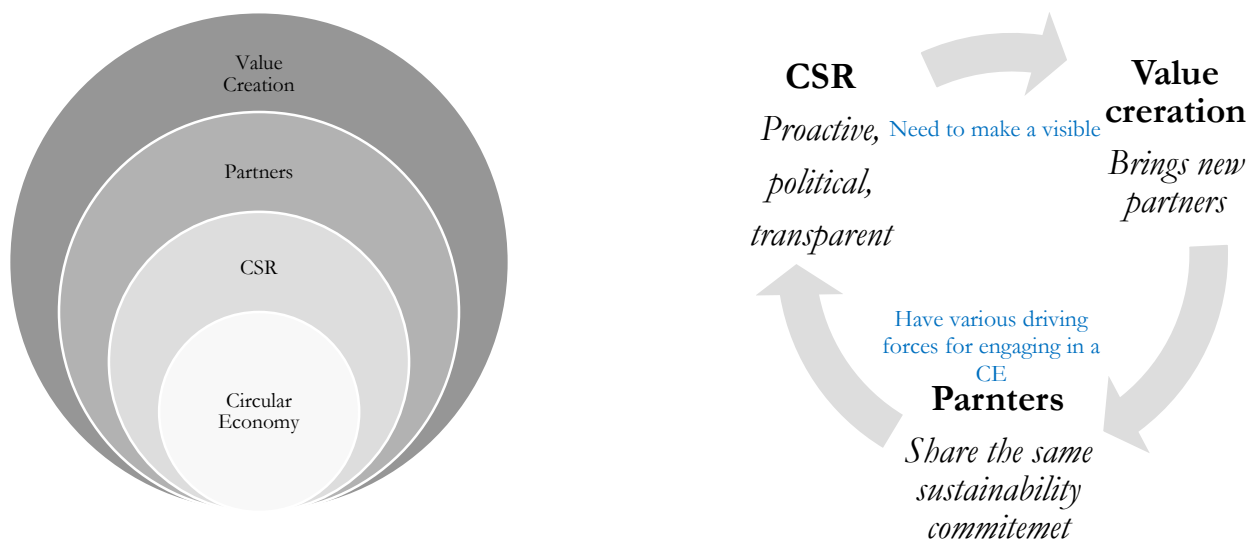 Value
Creation
Partners
CSR
Circular
Economy
CSR
Proactive,
political,
transparent
Need to make a visible
Value
creration
Brings new
partners
Have various driving
forces for engaging in a
CE
Parnters
Share the same
sustainability
commitemet